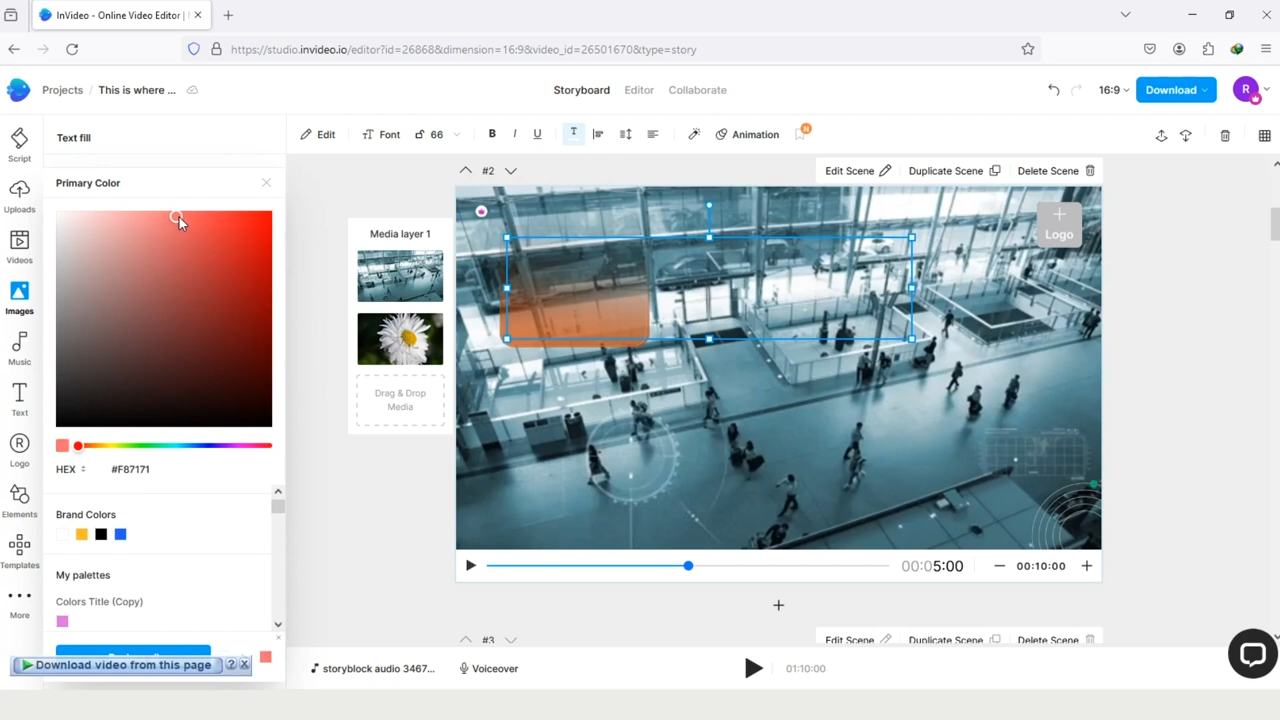 InVideo - Online Video Editor |
https://studio.invideo.io/editor?id=26868&dimension=16:9&video_id=26501670&type=story
Projects / This is where ...
Storyboard
Editor
Collaborate
16:9
Download
R
Script
Uploads
Videos
Images
Music
Text
Logo
Elements
Templates
More
Text fill
Edit
Font
66
B
I
U
T
Animation
N
Primary Color
HEX
#F87171
Brand Colors
My palettes
Colors Title (Copy)
Download video from this page
?
#2
Edit Scene
Duplicate Scene
Delete Scene
Media layer 1
Drag & Drop
Media
Logo
00:05:00
00:10:00
#3
Edit Scene
Duplicate Scene
Delete Scene
storyblock audio 3467...
Voiceover
01:10:00